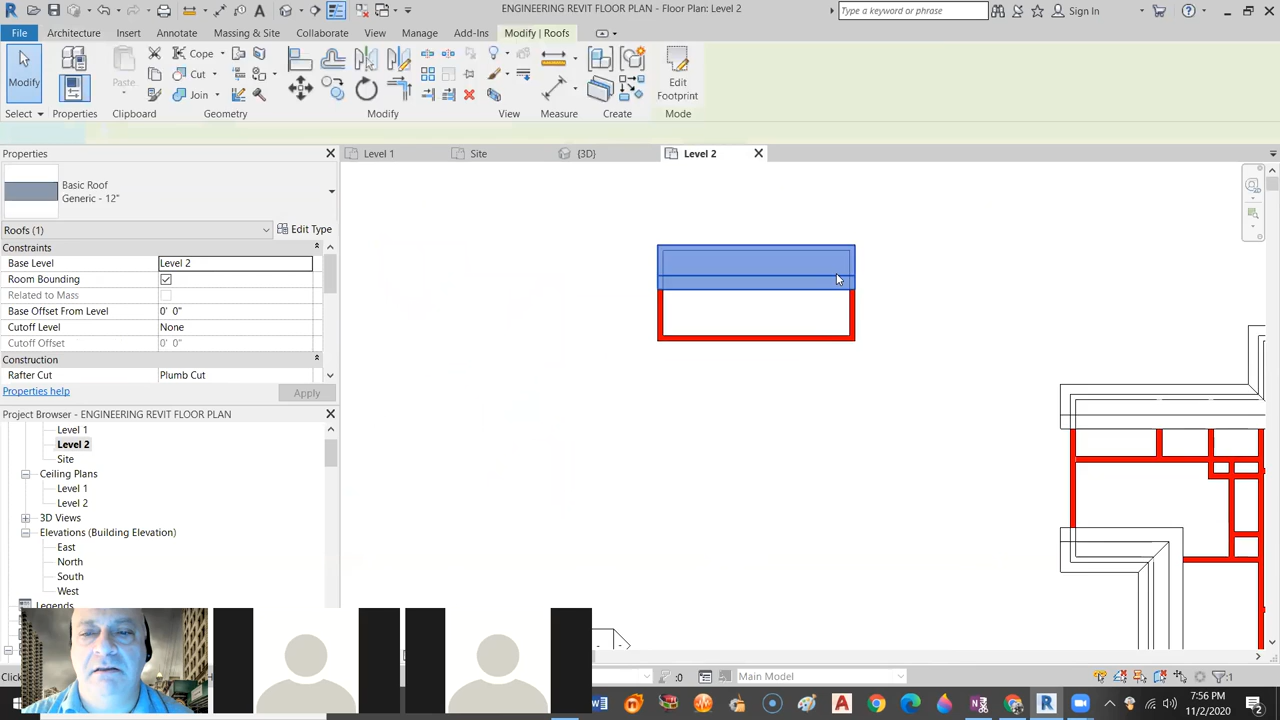 ENGINEERING REVIT FLOOR PLAN - Floor Plan: Level 2
Type a keyword or phrase
Sign In
File
Architecture
Insert
Annotate
Massing & Site
Collaborate
View
Manage
Add-Ins
Modify | Roofs
Modify
Paste
Cope
Cut
Join
Edit
Footprint
Select
Properties
Clipboard
Geometry
Modify
View
Measure
Create
Mode
Properties
Level 1
Site
{3D}
Level 2
Basic Roof
Generic - 12"
Roofs (1)
Edit Type
Constraints
Base Level Level 2
Room Bounding
Related to Mass
Base Offset From Level 0' 0"
Cutoff Level None
Cutoff Offset 0' 0"
Construction
Rafter Cut Plumb Cut
Properties help
Apply
Project Browser - ENGINEERING REVIT FLOOR PLAN
Level 1
Level 2
Site
Ceiling Plans
Level 1
Level 2
3D Views
Elevations (Building Elevation)
East
North
South
West
Legends
:0
Main Model
:1
7:56 PM
11/2/2020
2